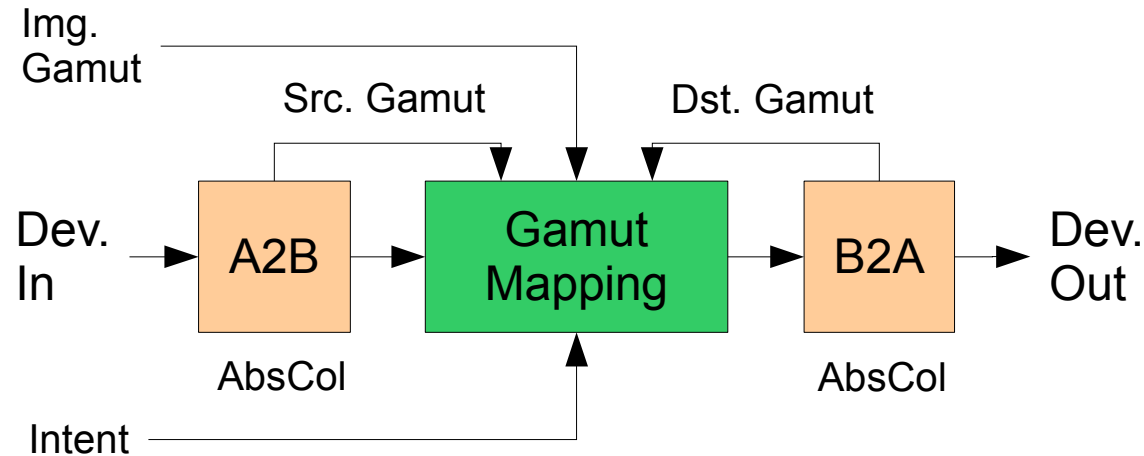 Img.
Gamut
Src. Gamut
Dst. Gamut
Dev.
In
A2B
Gamut
Mapping
B2A
Dev.
Out
AbsCol
AbsCol
Intent